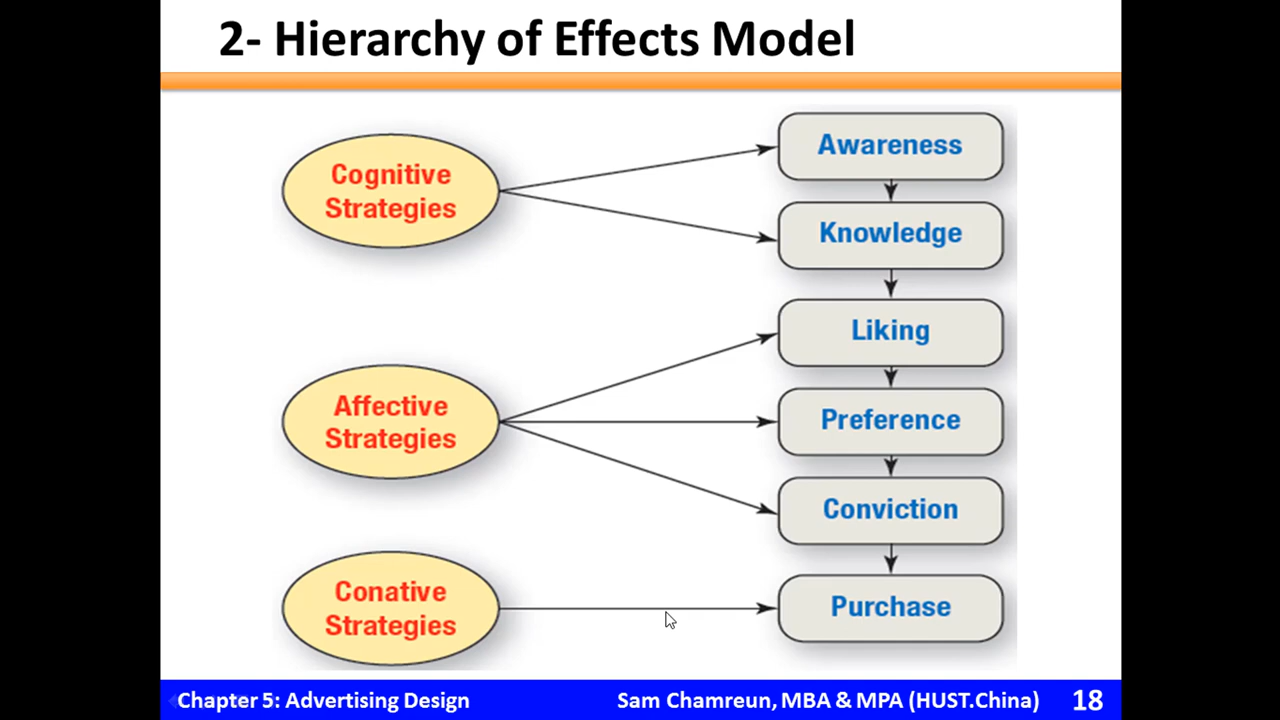 2- Hierarchy of Effects Model
Cognitive
Strategies
Awareness
Knowledge
Affective
Strategies
Liking
Preference
Conviction
Conative
Strategies
Purchase
Chapter 5: Advertising Design
Sam Chamreun, MBA & MPA (HUST.China)
18